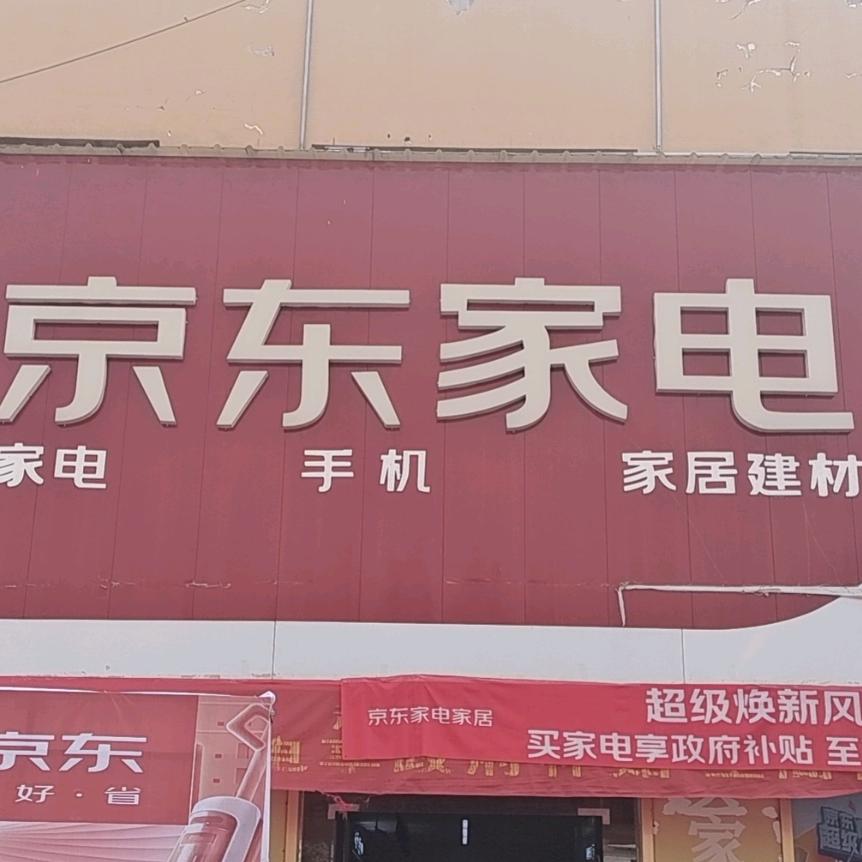 京东家电
家电 手机 家居建材
京东家电家居
超级焕新风
买家电享政府补贴 至
京东
好·省